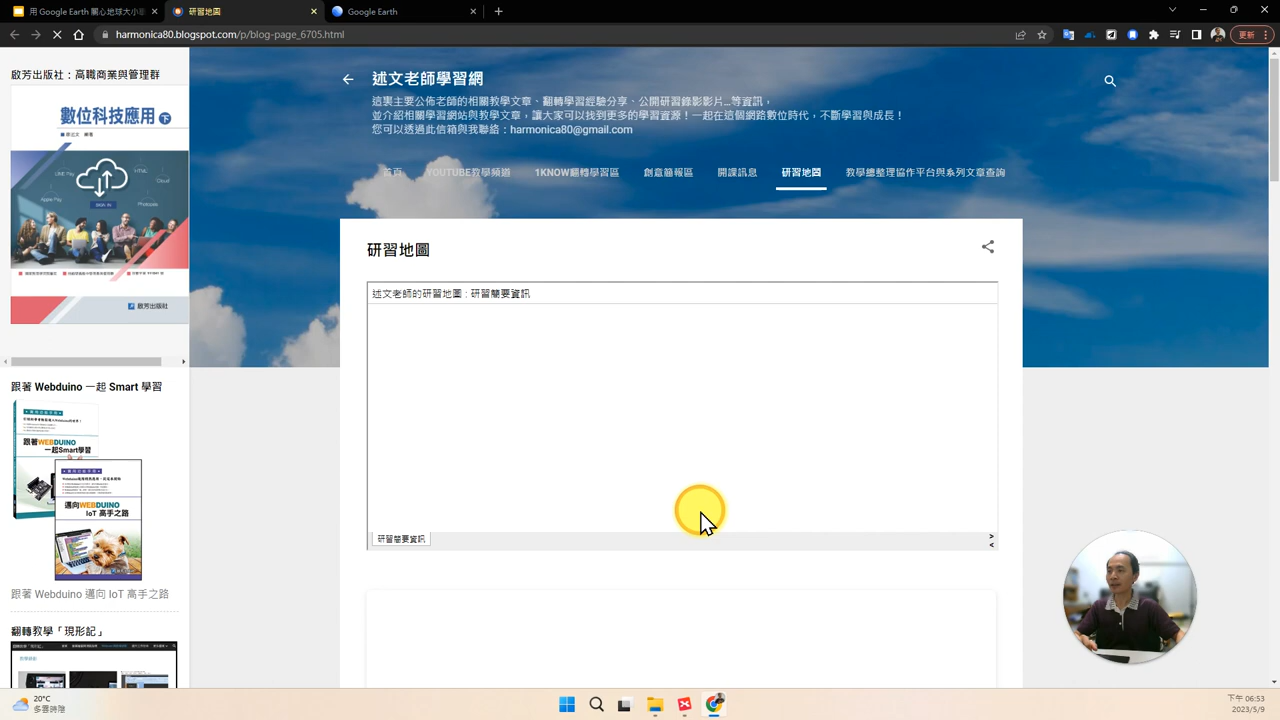 用 Google Earth 關心地球大小事
研習地圖
Google Earth
harmonica80.blogspot.com/p/blog-page_6705.html
更新
啟芳出版社：高職商業與管理群
數位科技應用 下
LINE Pay
HTML
Cloud
Apple Pay
SIGN IN
啟芳出版社
跟著 Webduino 一起 Smart 學習
跟著WEBDUINO
一起Smart學習
邁向WEBDUINO
IoT 高手之路
跟著 Webduino 邁向 IoT 高手之路
翻轉教學「現形記」
述文老師學習網
這裏主要公佈老師的相關教學文章、翻轉學習經驗分享、公開研習錄影影片...等資訊，
並介紹相關學習網站與教學文章，讓大家可以找到更多的學習資源！一起在這個網路數位時代，不斷學習與成長！
您可以透過此信箱與我聯絡：harmonica80@gmail.com
首頁
YOUTUBE教學頻道
1KNOW翻轉學習區
創意簡報區
開課訊息
研習地圖
教學總整理協作平台與系列文章查詢
研習地圖
述文老師的研習地圖 : 研習簡要資訊
研習簡要資訊
20°C
多雲時陰
下午 06:53
2023/5/9